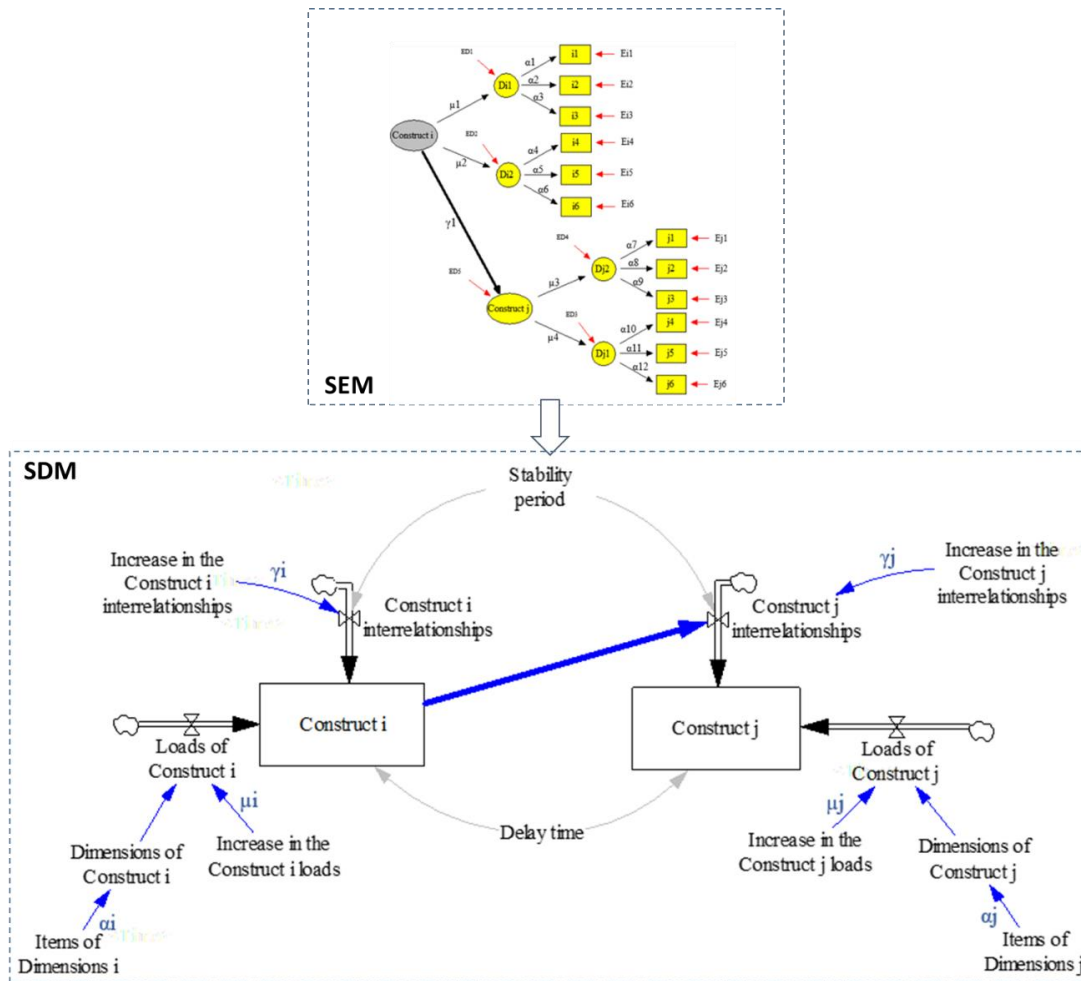 ED1
α1
i1
Ei1
Di1
α2
i2
Ei2
μ1
α3
i3
Ei3
Construct i
ED2
α4
i4
Ei4
μ2
Di2
α5
i5
Ei5
α6
i6
Ei6
γ1
ED4
α7
j1
Ej1
Dj2
α8
j2
Ej2
ED5
μ3
α9
j3
Ej3
Construct j
ED3
α10
j4
Ej4
μ4
Dj1
α11
j5
Ej5
α12
j6
Ej6
SEM
SDM
Stability
period
Increase in the
Construct i
interrelationships
γi
Construct i
interrelationships
Construct j
interrelationships
γj
Increase in the
Construct j
interrelationships
Construct i
Construct j
Loads of
Construct i
Loads of
Construct j
μi
μj
Delay time
Increase in the
Construct i loads
Increase in the
Construct j loads
Dimensions of
Construct i
Dimensions of
Construct j
αi
αj
Items of
Dimensions i
Items of
Dimensions j
<Time>